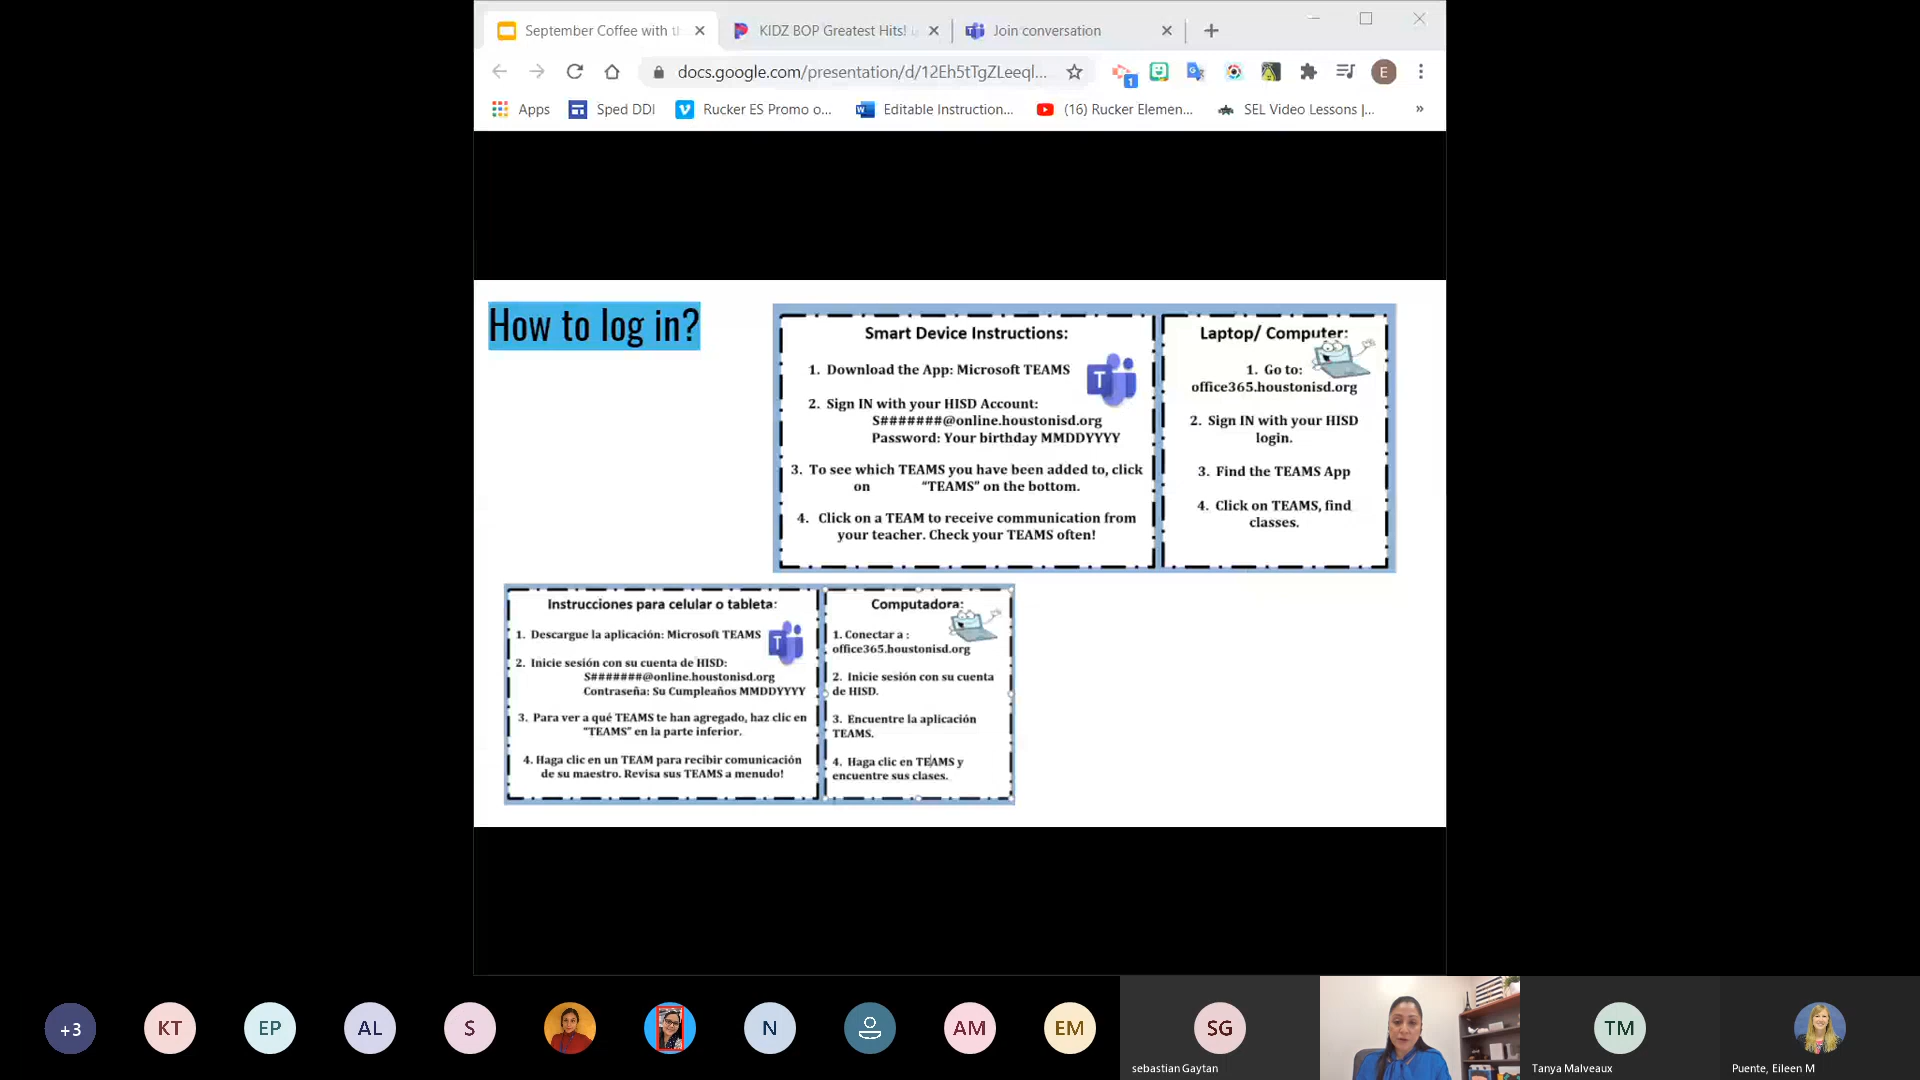 September Coffee with t
KIDZ BOP Greatest Hits!
Join conversation
docs.google.com/presentation/d/12Eh5tTgZLeeql...
1
E
Apps
Sped DDI
Rucker ES Promo o...
Editable Instruction...
(16) Rucker Elemen...
SEL Video Lessons |...
»
How to log in?
Smart Device Instructions:
1. Download the App: Microsoft TEAMS
T
2. Sign IN with your HISD Account:
S#######@online.houstonisd.org
Password: Your birthday MMDDYYYY
3. To see which TEAMS you have been added to, click
on "TEAMS" on the bottom.
4. Click on a TEAM to receive communication from
your teacher. Check your TEAMS often!
Laptop/ Computer:
1. Go to:
office365.houstonisd.org
2. Sign IN with your HISD
login.
3. Find the TEAMS App
4. Click on TEAMS, find
classes.
Instrucciones para celular o tableta:
1. Descargue la aplicación: Microsoft TEAMS
T
2. Inicie sesión con su cuenta de HISD:
S#######@online.houstonisd.org
Contraseña: Su Cumpleaños MMDDYYYY
3. Para ver a qué TEAMS te han agregado, haz clic en
"TEAMS" en la parte inferior.
4. Haga clic en un TEAM para recibir comunicación
de su maestro. Revisa sus TEAMS a menudo!
Computadora:
1. Conectar a :
office365.houstonisd.org
2. Inicie sesión con su cuenta
de HISD.
3. Encuentre la aplicación
TEAMS.
4. Haga clic en TEAMS y
encuentre sus clases.
+3
KT
EP
AL
S
N
AM
EM
SG
TM
sebastian Gaytan
Tanya Malveaux
Puente, Eileen M